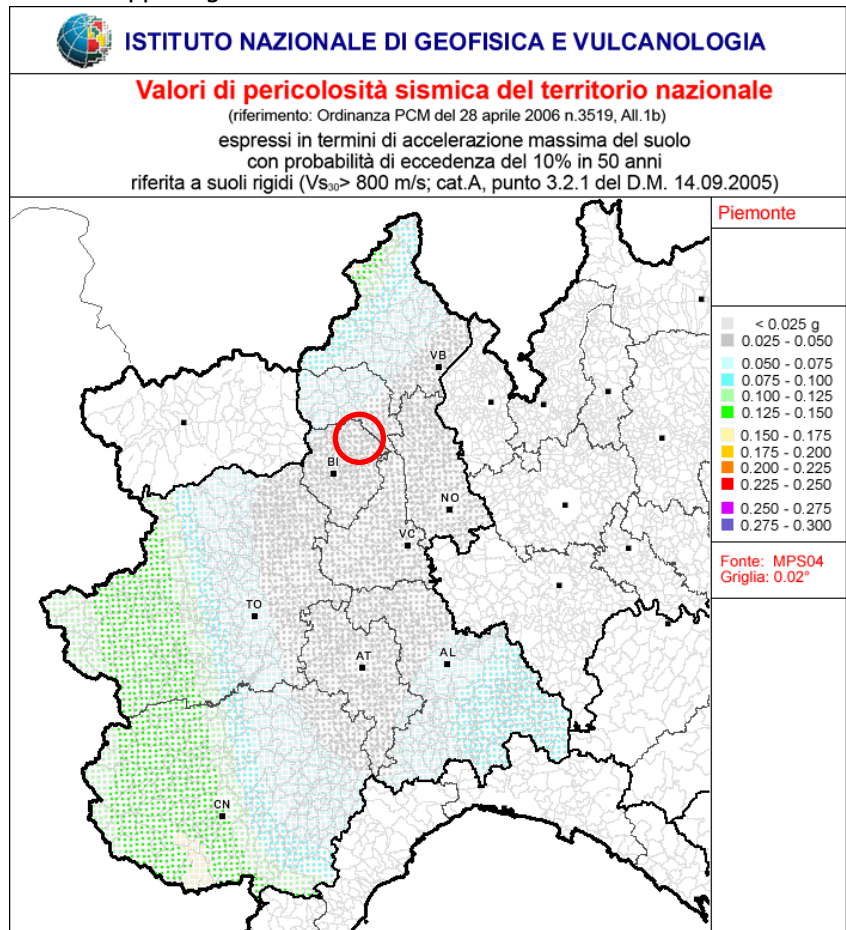 ISTITUTO NAZIONALE DI GEOFISICA E VULCANOLOGIA
Valori di pericolosità sismica del territorio nazionale
(riferimento: Ordinanza PCM del 28 aprile 2006 n.3519, All.1b)
espressi in termini di accelerazione massima del suolo
con probabilità di eccedenza del 10% in 50 anni
riferita a suoli rigidi (Vs₃₀> 800 m/s; cat.A, punto 3.2.1 del D.M. 14.09.2005)
Piemonte
< 0.025 g
0.025 - 0.050
0.050 - 0.075
0.075 - 0.100
0.100 - 0.125
0.125 - 0.150
0.150 - 0.175
0.175 - 0.200
0.200 - 0.225
0.225 - 0.250
0.250 - 0.275
0.275 - 0.300
Fonte: MPS04
Griglia: 0.02°
VB
BI
NO
VC
TO
AT
AL
CN